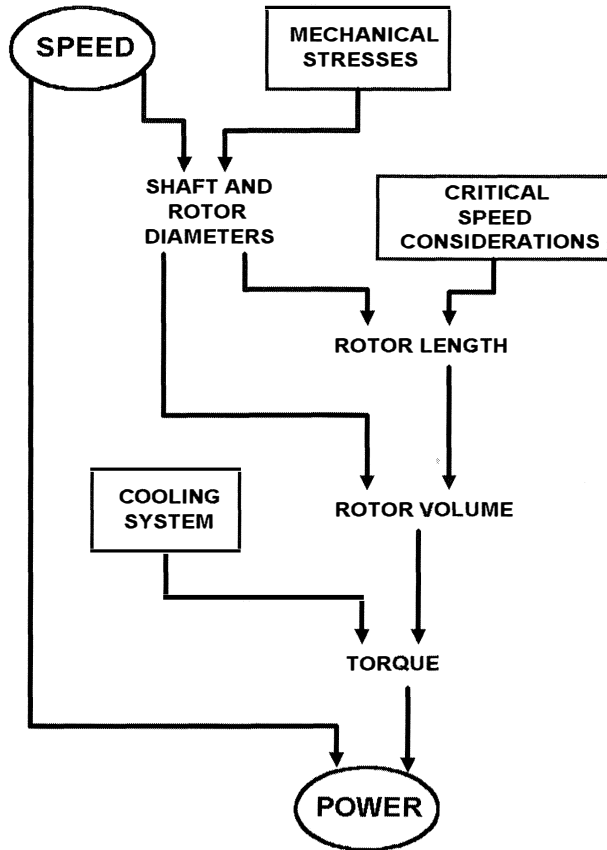 SPEED
MECHANICAL
STRESSES
SHAFT AND
ROTOR
DIAMETERS
CRITICAL
SPEED
CONSIDERATIONS
ROTOR LENGTH
COOLING
SYSTEM
ROTOR VOLUME
TORQUE
POWER